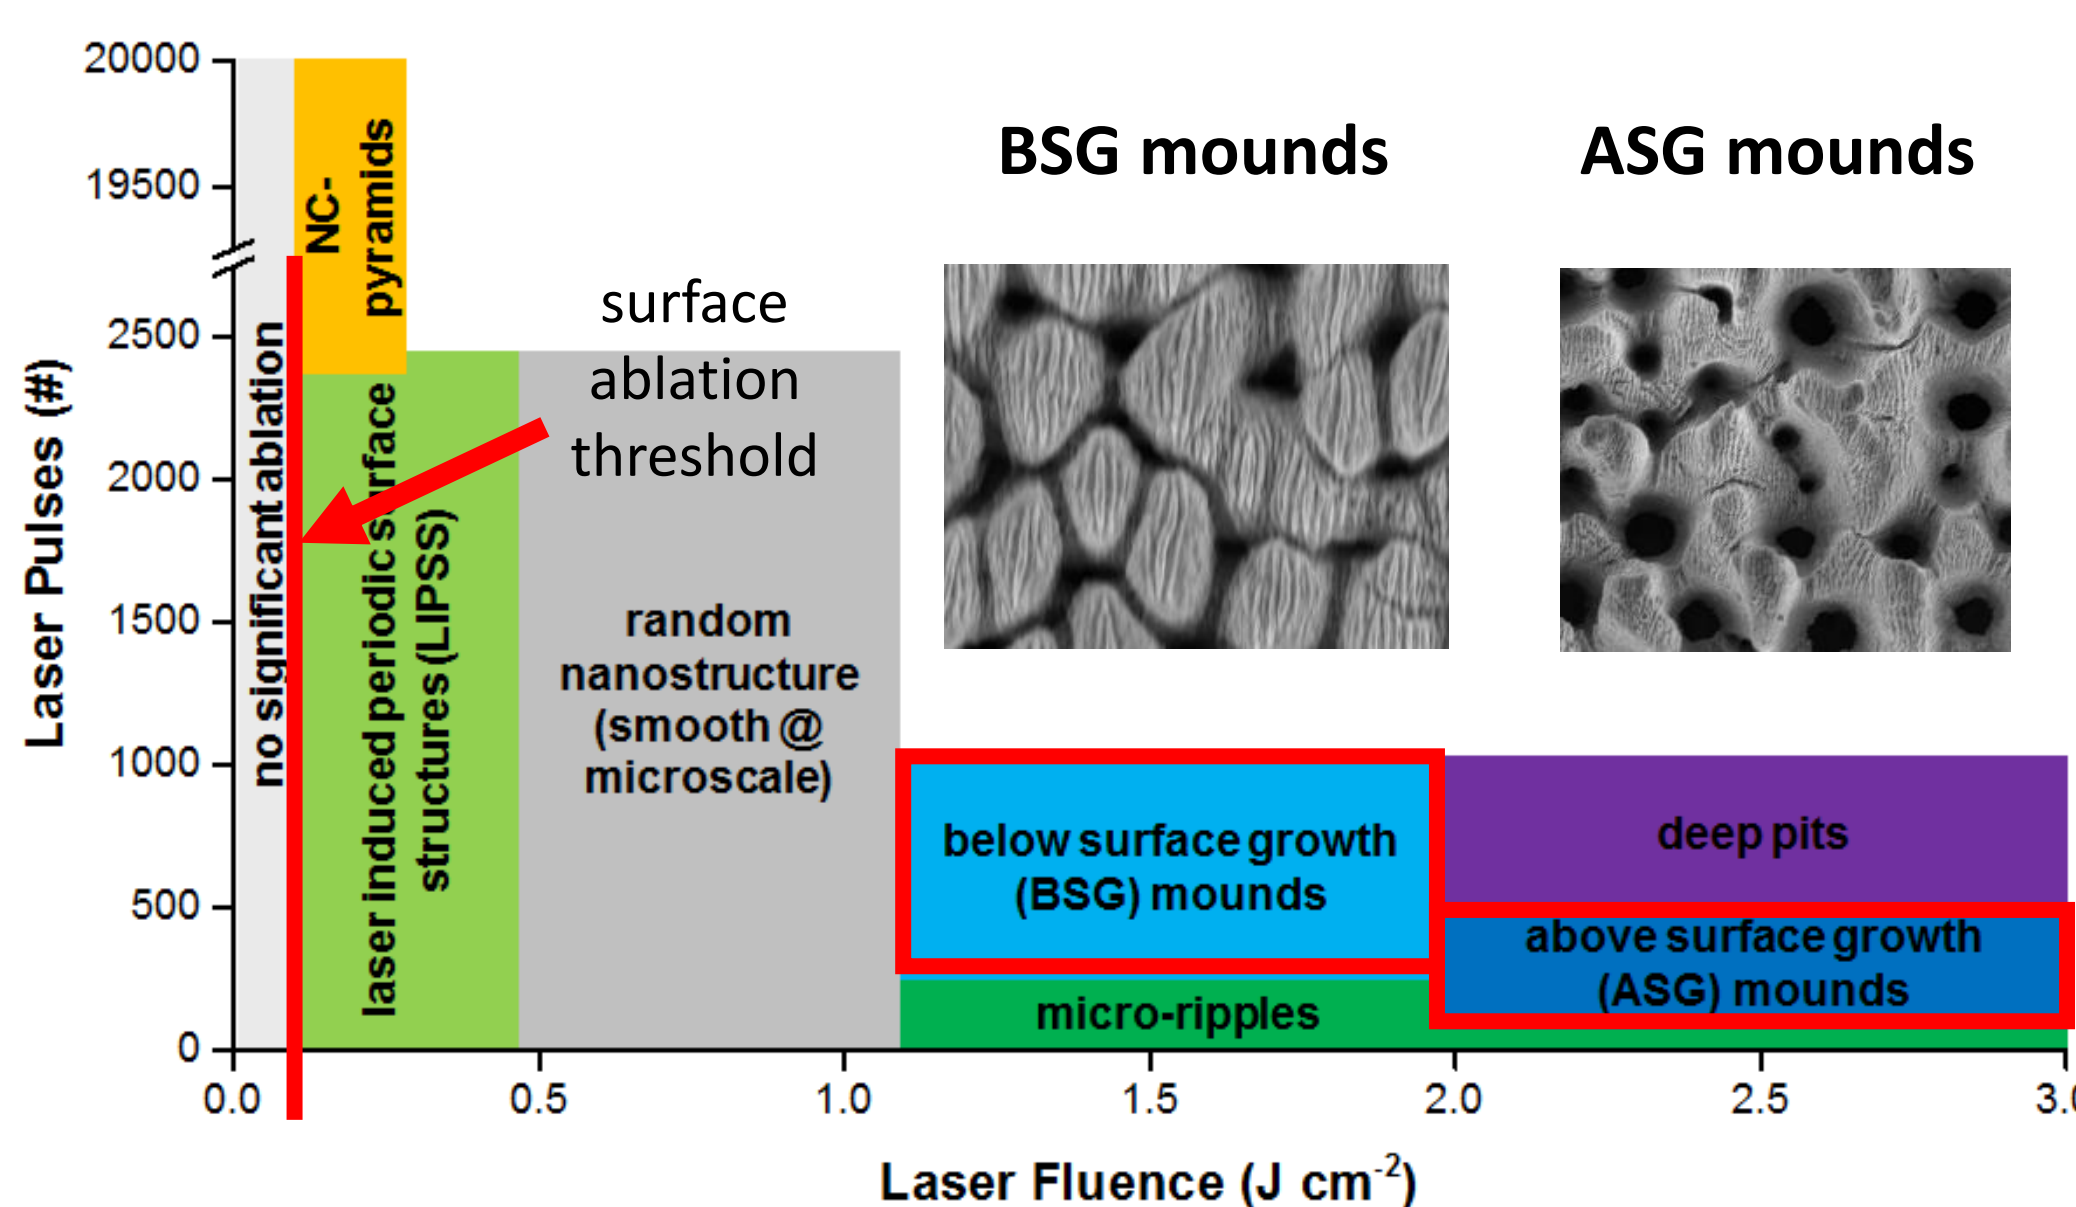 20000
19500
2500
2000
1500
1000
500
0
Laser Pulses (#)
no significant ablation
NC-
pyramids
laser induced periodic surface
structures (LIPSS)
surface
ablation
threshold
random
nanostructure
(smooth @
microscale)
BSG mounds
ASG mounds
below surface growth
(BSG) mounds
micro-ripples
deep pits
above surface growth
(ASG) mounds
0.0 0.5 1.0 1.5 2.0 2.5 3.0
Laser Fluence (J cm⁻²)